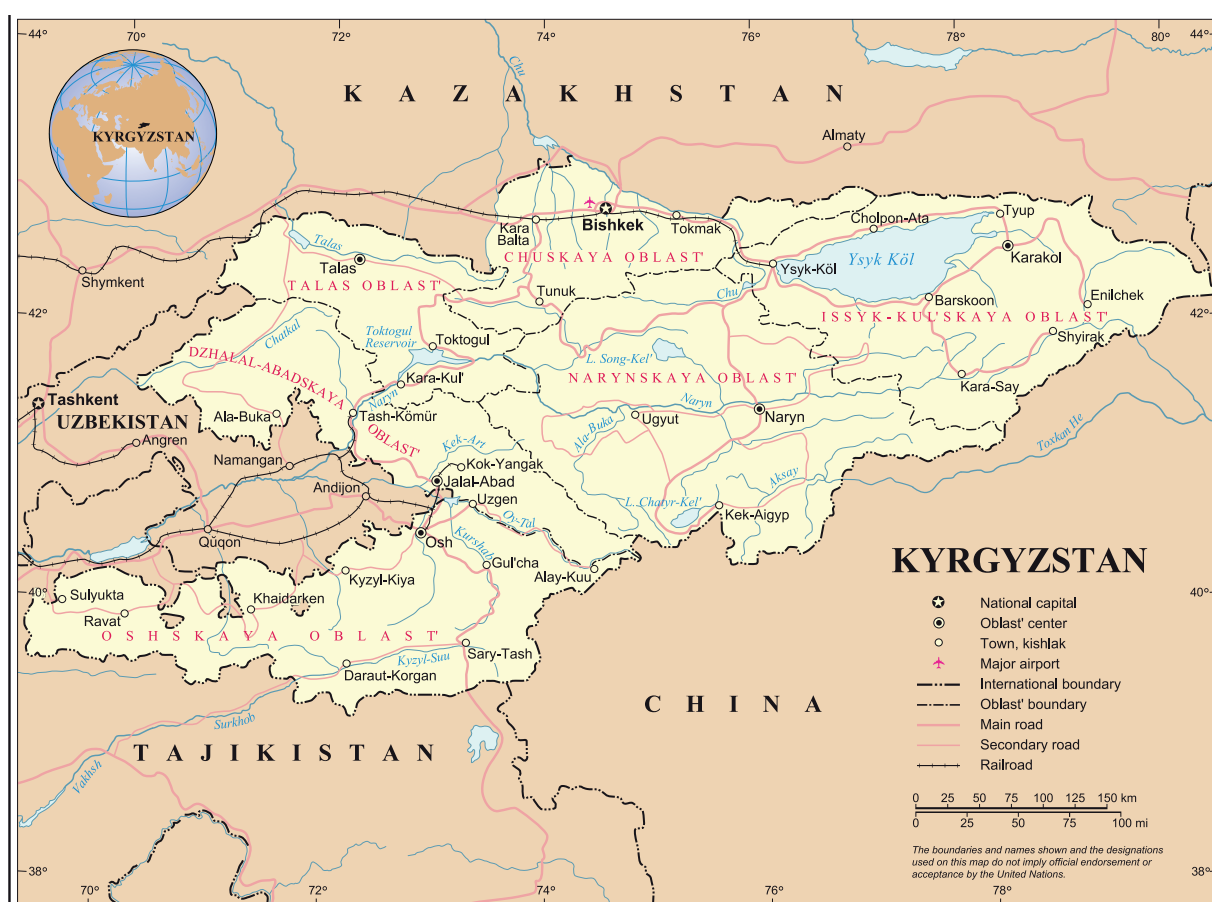 44°
72°
74°
76°
78°
80°
44°
KAZAKHSTAN
Chu
KYRGYZSTAN
Almaty
Kara
Balta
Bishkek
Tokmak
Cholpon-Ata
Tyup
Talas
Talas
CHUSKAYA OBLAST'
Ysyk-Köl
Ysyk Köl
Karakol
Shymkent
TALAS OBLAST'
Tunuk
Chu
Barskoon
Enilchek
42°
ISSYK-KUL'SKAYA OBLAST'
42°
Chatkal
Toktogul
Reservoir
Toktogul
Shyirak
DZHALAL-ABADSKAYA
OBLAST'
L. Song-Kel'
Kara-Kul
NARYNSKAYA OBLAST'
Kara-Say
Tashkent
UZBEKISTAN
Ala-Buka
Naryn
Tash-Kömür
Naryn
Ugyut
Naryn
Ala-Buka
Toxkan He
Angren
Namangan
Kek-Art
Kok-Yangak
Jalal-Abad
Aksay
Andijon
Uzgen
L. Chatyr-Kel'
Kek-Aigyp
Qŭqon
Osh
Oy-Tal
Kurshab
Gul'cha
Alay-Kuu
KYRGYZSTAN
Kyzyl-Kiya
40°
Sulyukta
Khaidarken
40°
Ravat
OSHSKAYA OBLAST'
Kyzyl-Suu
Sary-Tash
Daraut-Korgan
National capital
Oblast' center
Town, kishlak
Major airport
International boundary
Oblast' boundary
Main road
Secondary road
Railroad
CHINA
Surkhob
TAJIKISTAN
Vakhsh
0 25 50 75 100 125 150 km
0 25 50 75 100 mi
The boundaries and names shown and the designations
used on this map do not imply official endorsement or
acceptance by the United Nations.
38°
38°
70°
72°
74°
76°
78°
70°